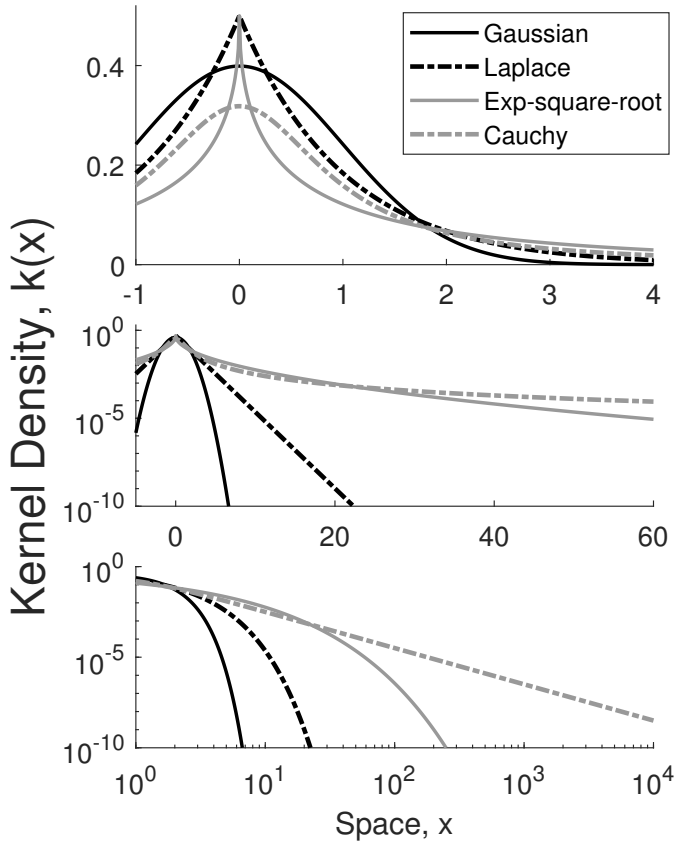 Kernel Density, k(x)
Gaussian
Laplace
Exp-square-root
Cauchy
0.4
0.2
0
-1 0 1 2 3 4
10^0
10^-5
10^-10
0 20 40 60
10^0
10^-5
10^-10
10^0 10^1 10^2 10^3 10^4
Space, x